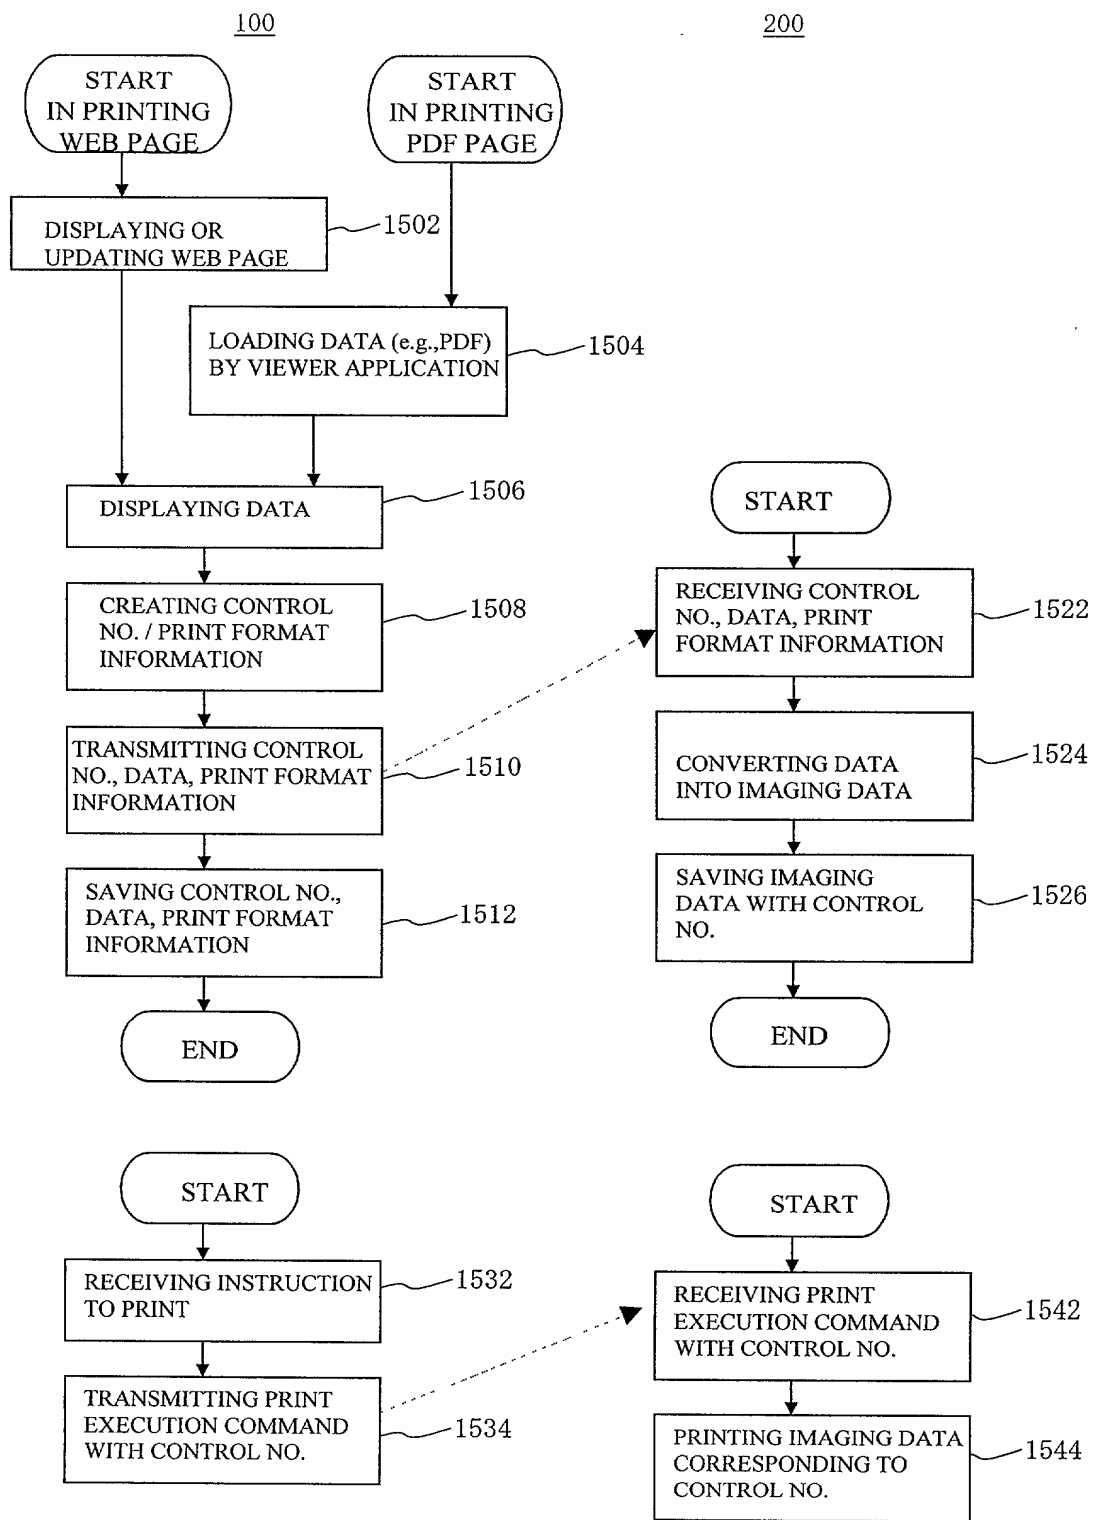 100
200
START
IN PRINTING
WEB PAGE
START
IN PRINTING
PDF PAGE
DISPLAYING OR
UPDATING WEB PAGE
1502
LOADING DATA (e.g.,PDF)
BY VIEWER APPLICATION
1504
DISPLAYING DATA
1506
CREATING CONTROL
NO. / PRINT FORMAT
INFORMATION
1508
TRANSMITTING CONTROL
NO., DATA, PRINT FORMAT
INFORMATION
1510
SAVING CONTROL NO.,
DATA, PRINT FORMAT
INFORMATION
1512
END
START
RECEIVING CONTROL
NO., DATA, PRINT
FORMAT INFORMATION
1522
CONVERTING DATA
INTO IMAGING DATA
1524
SAVING IMAGING
DATA WITH CONTROL
NO.
1526
END
START
RECEIVING INSTRUCTION
TO PRINT
1532
TRANSMITTING PRINT
EXECUTION COMMAND
WITH CONTROL NO.
1534
START
RECEIVING PRINT
EXECUTION COMMAND
WITH CONTROL NO.
1542
PRINTING IMAGING DATA
CORRESPONDING TO
CONTROL NO.
1544